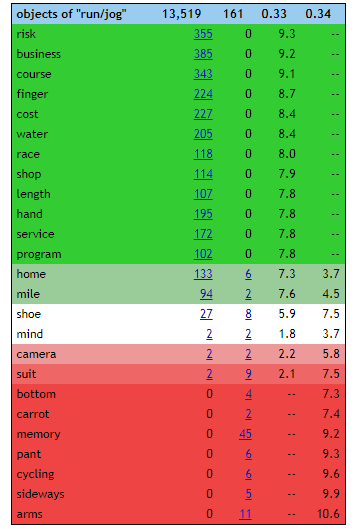 objects of "run/jog" 13,519 161 0.33 0.34
risk 355 0 9.3 --
business 385 0 9.2 --
course 343 0 9.1 --
finger 224 0 8.7 --
cost 227 0 8.4 --
water 205 0 8.4 --
race 118 0 8.0 --
shop 114 0 7.9 --
length 107 0 7.8 --
hand 195 0 7.8 --
service 172 0 7.8 --
program 102 0 7.8 --
home 133 6 7.3 3.7
mile 94 2 7.6 4.5
shoe 27 8 5.9 7.5
mind 2 2 1.8 3.7
camera 2 2 2.2 5.8
suit 2 9 2.1 7.5
bottom 0 4 -- 7.3
carrot 0 2 -- 7.4
memory 0 45 -- 9.2
pant 0 6 -- 9.3
cycling 0 6 -- 9.6
sideways 0 5 -- 9.9
arms 0 11 -- 10.6